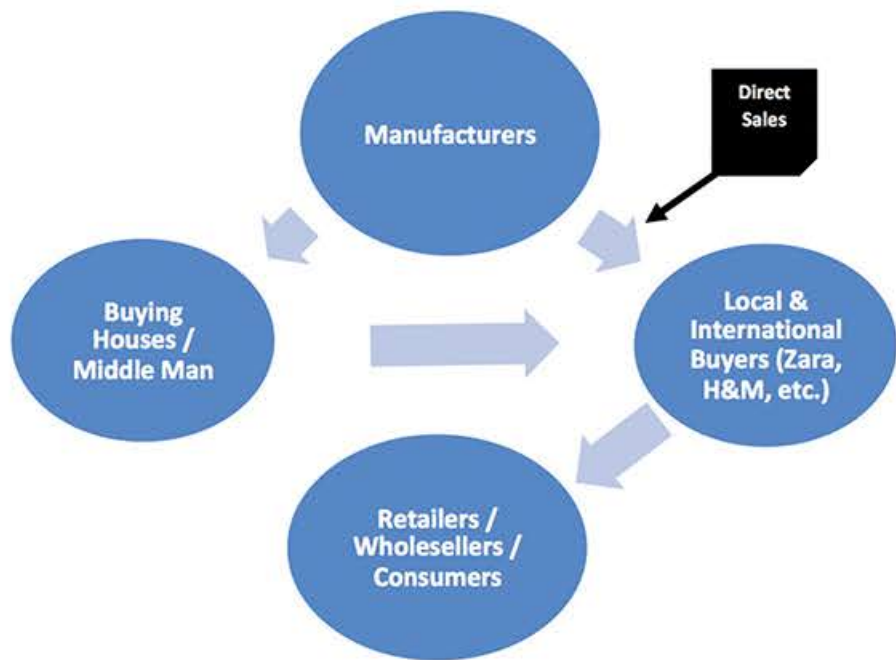 Manufacturers
Direct
Sales
Buying
Houses /
Middle Man
Local &
International
Buyers (Zara,
H&M, etc.)
Retailers /
Wholesellers /
Consumers